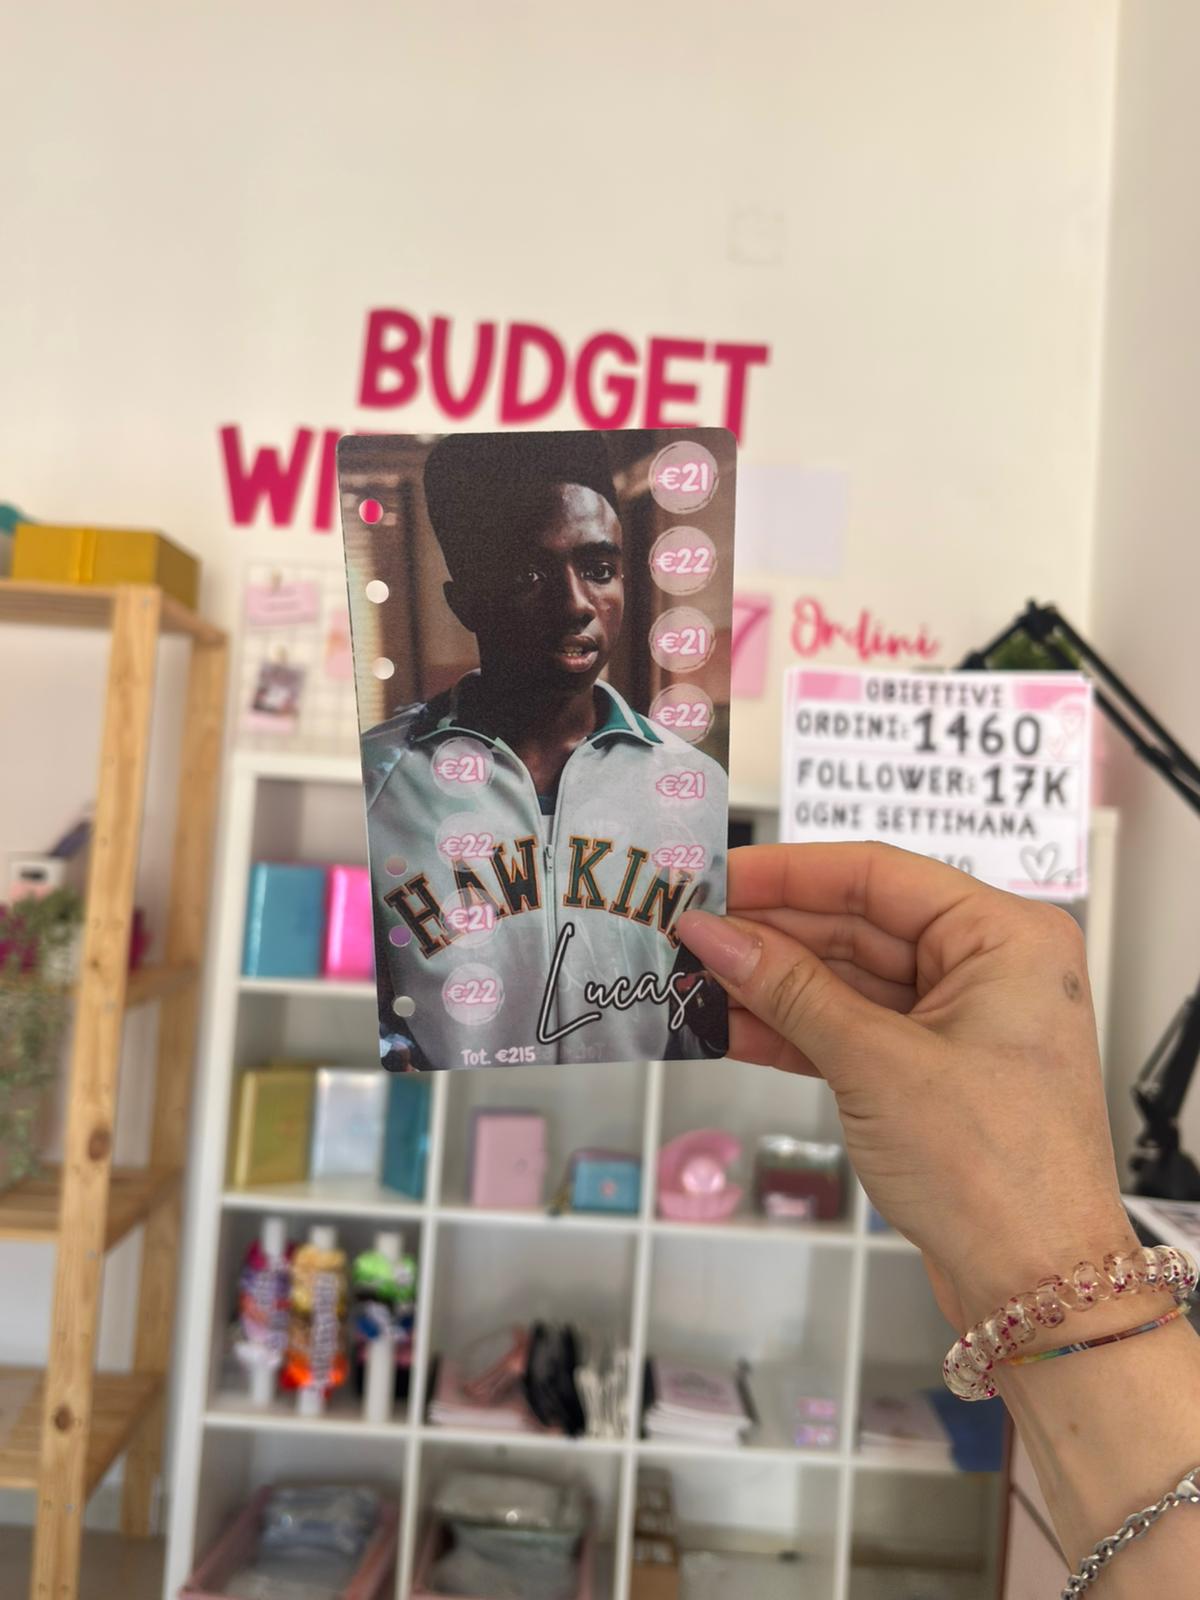 BUDGET
€21
€22
€21
€22
€21
€21
€22
€22
€21
€22
HAWKINS
Lucas
Tot. €215
Ordini
OBIETTIVI
ORDINI: 1460
FOLLOWER: 17K
OGNI SETTIMANA